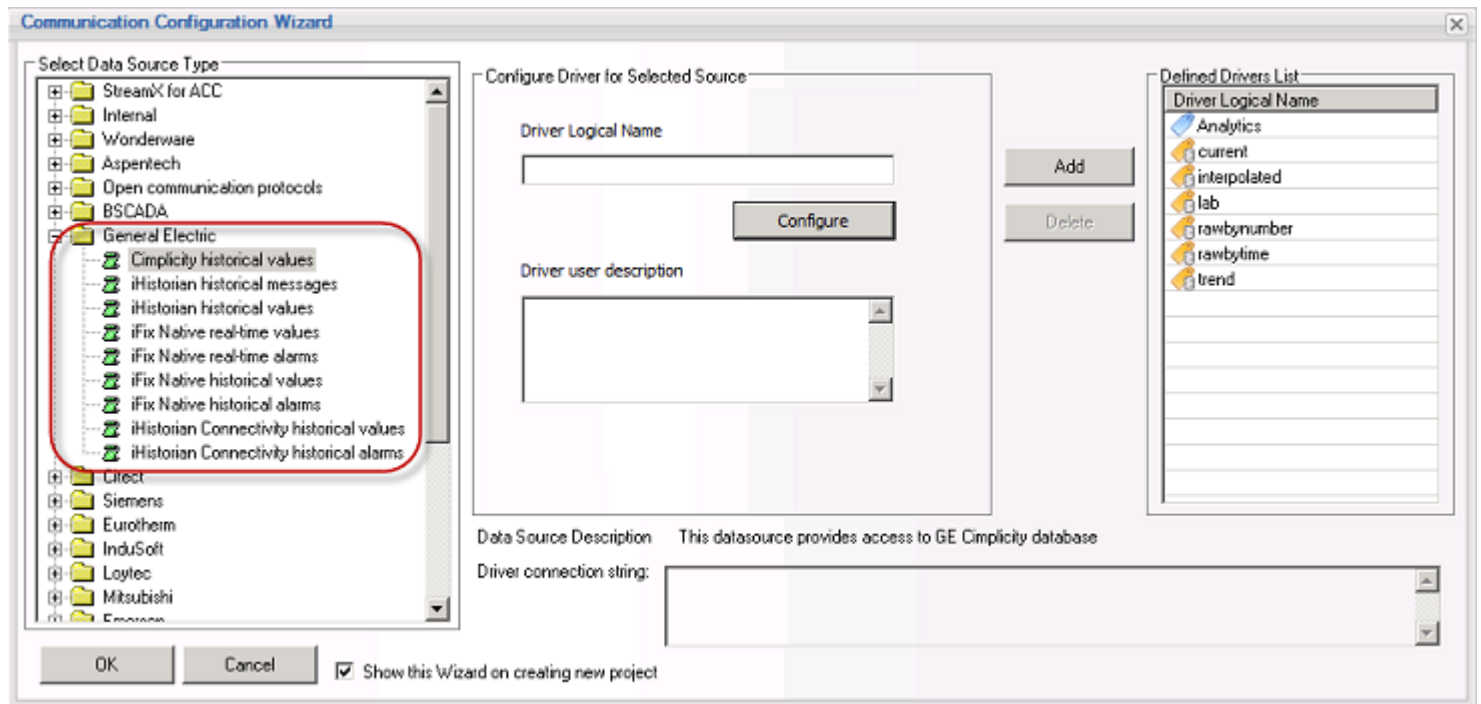 Communication Configuration Wizard
Select Data Source Type
StreamX for ACC
Internal
Wonderware
Aspentech
Open communication protocols
BSCADA
General Electric
Cimplicity historical values
iHistorian historical messages
iHistorian historical values
iFix Native real-time values
iFix Native real-time alarms
iFix Native historical values
iFix Native historical alarms
iHistorian Connectivity historical values
iHistorian Connectivity historical alarms
Citect
Siemens
Eurotherm
InduSoft
Loytec
Mitsubishi
Emerson
Configure Driver for Selected Source
Driver Logical Name
Configure
Driver user description
Add
Delete
Defined Drivers List
Driver Logical Name
Analytics
current
interpolated
lab
rawbynumber
rawbytime
trend
Data Source Description This datasource provides access to GE Cimplicity database
Driver connection string:
OK
Cancel
Show this Wizard on creating new project